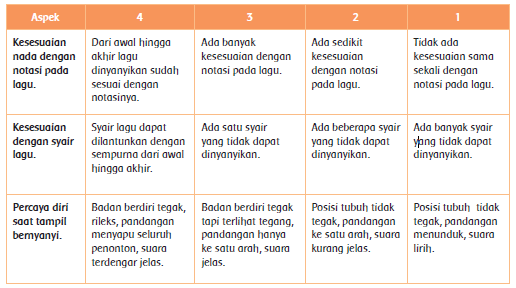 Aspek 4 3 2 1
Kesesuaian
nada dengan
notasi pada
lagu.
Dari awal hingga
akhir lagu
dinyanyikan sudah
sesuai dengan
notasinya.
Ada banyak
kesesuaian dengan
notasi pada lagu.
Ada sedikit
kesesuaian
dengan notasi
pada lagu.
Tidak ada
kesesuaian sama
sekali dengan
notasi pada lagu.
Kesesuaian
dengan syair
lagu.
Syair lagu dapat
dilantunkan dengan
sempurna dari awal
hingga akhir.
Ada satu syair
yang tidak dapat
dinyanyikan.
Ada beberapa syair
yang tidak dapat
dinyanyikan.
Ada banyak syair
yang tidak dapat
dinyanyikan.
Percaya diri
saat tampil
bernyanyi.
Badan berdiri tegak,
rileks, pandangan
menyapu seluruh
penonton, suara
terdengar jelas.
Badan berdiri tegak
tapi terlihat tegang,
pandangan hanya
ke satu arah, suara
jelas.
Posisi tubuh tidak
tegak, pandangan
ke satu arah, suara
kurang jelas.
Posisi tubuh tidak
tegak, pandangan
menunduk, suara
lirih.